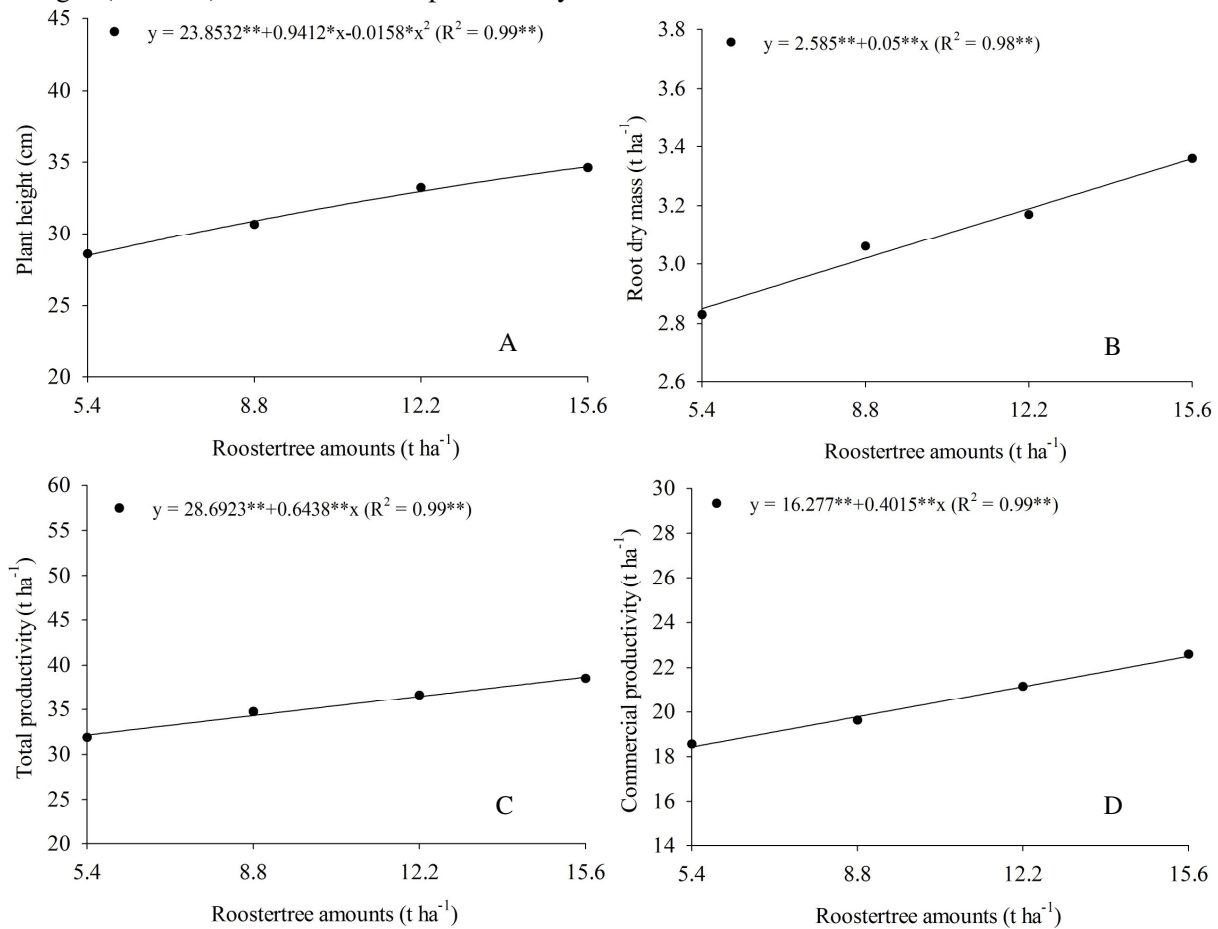 45
40
35
30
25
20
Plant height (cm)
y = 23.8532**+0.9412*x-0.0158*x² (R² = 0.99**)
A
5.4 8.8 12.2 15.6
Roostertree amounts (t ha⁻¹)
3.8
3.6
3.4
3.2
3.0
2.8
2.6
Root dry mass (t ha⁻¹)
y = 2.585**+0.05**x (R² = 0.98**)
B
5.4 8.8 12.2 15.6
Roostertree amounts (t ha⁻¹)
60
55
50
45
40
35
30
25
20
Total productivity (t ha⁻¹)
y = 28.6923**+0.6438**x (R² = 0.99**)
C
5.4 8.8 12.2 15.6
Roostertree amounts (t ha⁻¹)
30
28
26
24
22
20
18
16
14
Commercial productivity (t ha⁻¹)
y = 16.277**+0.4015**x (R² = 0.99**)
D
5.4 8.8 12.2 15.6
Roostertree amounts (t ha⁻¹)